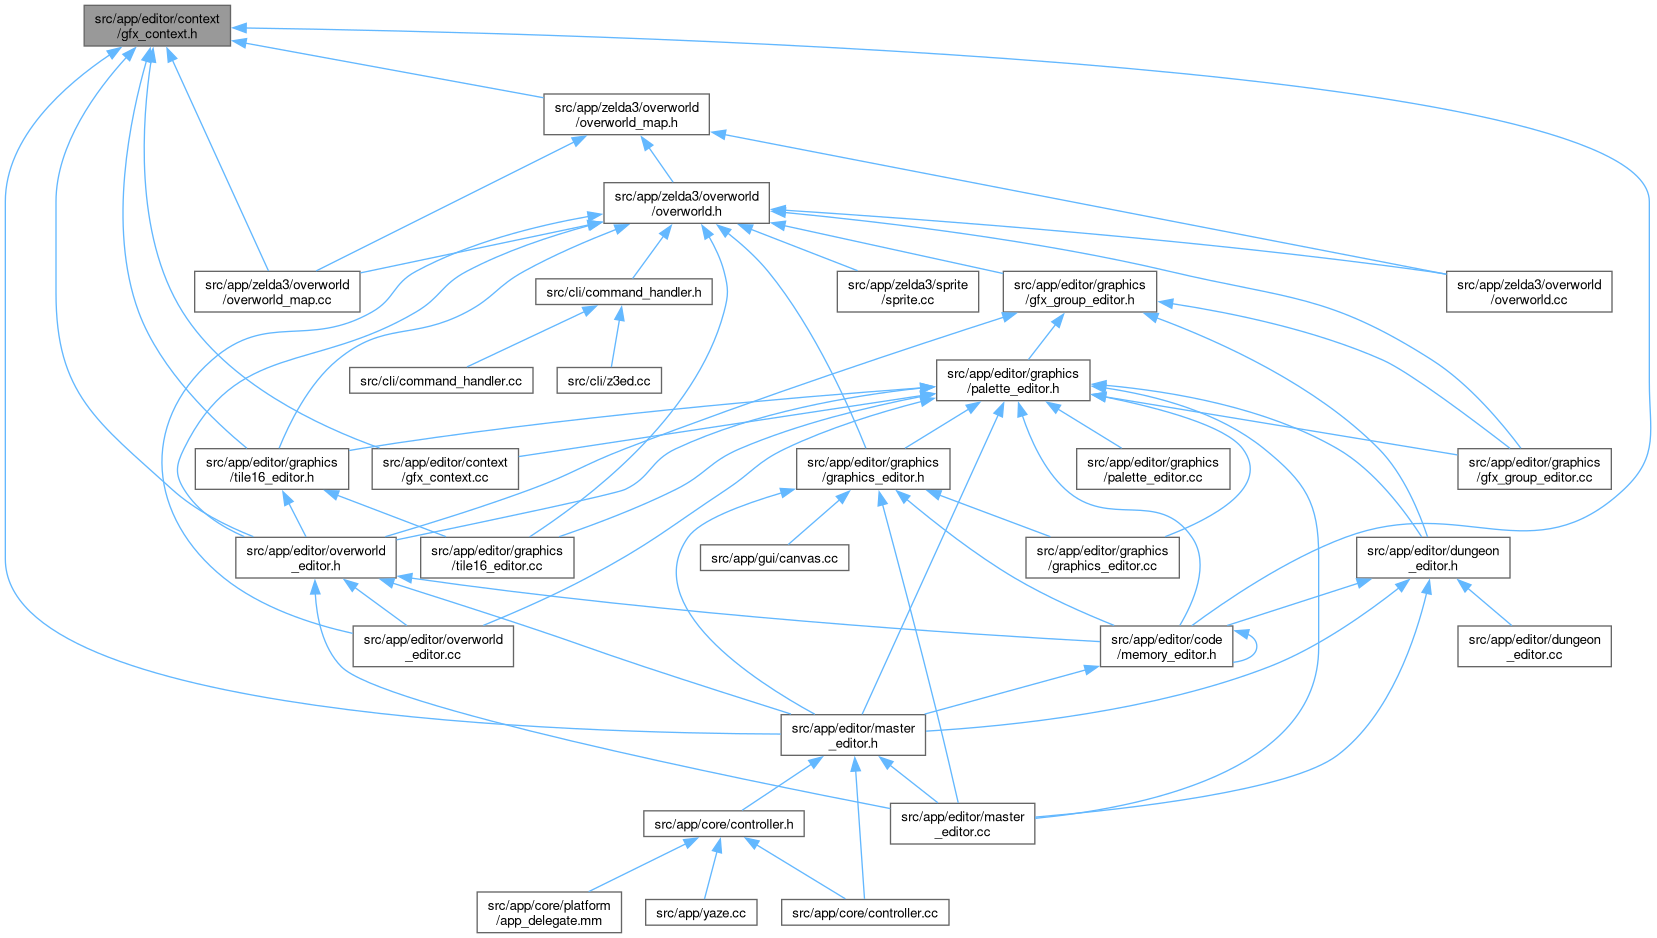 src/app/editor/context
/gfx_context.h
src/app/zelda3/overworld
/overworld_map.h
src/app/zelda3/overworld
/overworld.h
src/app/zelda3/overworld
/overworld_map.cc
src/cli/command_handler.h
src/app/zelda3/sprite
/sprite.cc
src/app/editor/graphics
/gfx_group_editor.h
src/app/zelda3/overworld
/overworld.cc
src/cli/command_handler.cc
src/cli/z3ed.cc
src/app/editor/graphics
/palette_editor.h
src/app/editor/graphics
/tile16_editor.h
src/app/editor/context
/gfx_context.cc
src/app/editor/graphics
/graphics_editor.h
src/app/editor/graphics
/palette_editor.cc
src/app/editor/graphics
/gfx_group_editor.cc
src/app/editor/overworld
_editor.h
src/app/editor/graphics
/tile16_editor.cc
src/app/gui/canvas.cc
src/app/editor/graphics
/graphics_editor.cc
src/app/editor/dungeon
_editor.h
src/app/editor/overworld
_editor.cc
src/app/editor/code
/memory_editor.h
src/app/editor/dungeon
_editor.cc
src/app/editor/master
_editor.h
src/app/core/controller.h
src/app/editor/master
_editor.cc
src/app/core/platform
/app_delegate.mm
src/app/yaze.cc
src/app/core/controller.cc